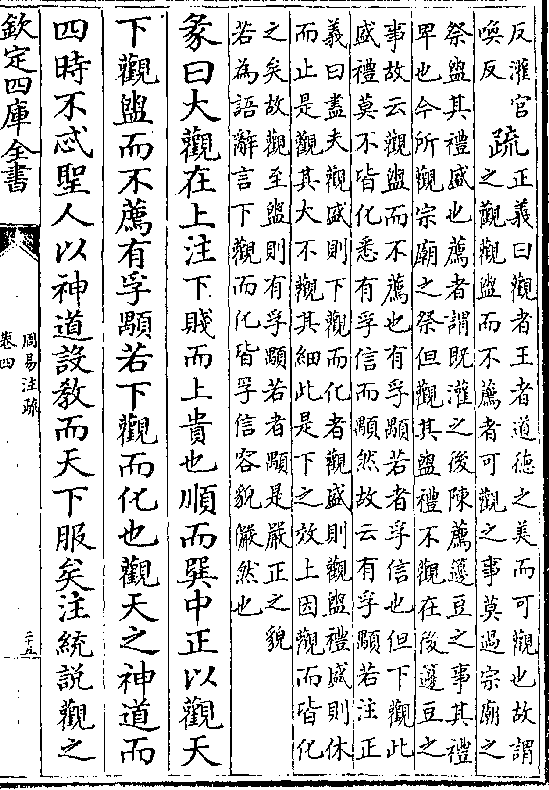 反灌官
喚反
疏
正義曰觀者王者道德之美而可觀也故謂
之觀觀盥而不薦者可觀之事莫過宗廟之
祭盥其禮盛也薦者謂既灌之後陳薦籩豆之事其禮
卑也今所觀宗廟之祭但觀其盥禮不觀在後籩豆之
事故云觀盥而不薦也有孚顒若者孚信也但下觀此
盛禮莫不皆化悉有孚信而顒然故云有孚顒若注正
義曰盡夫觀盛則下觀而化者觀盛則觀盥禮盛則休
而止是觀其大不觀其細此是下之效上因觀而皆化
之矣故觀至盥則有孚顒若者顒是嚴正之貌
若為語辭言下觀而化皆孚信容貌儼然也
彖曰大觀在上注下賤而上貴也順而巽中正以觀天
下觀盥而不薦有孚顒若下觀而化也觀天之神道而
四時不忒聖人以神道設教而天下服矣注統説觀之
欽定四庫全書
周易注疏
卷四
二十五